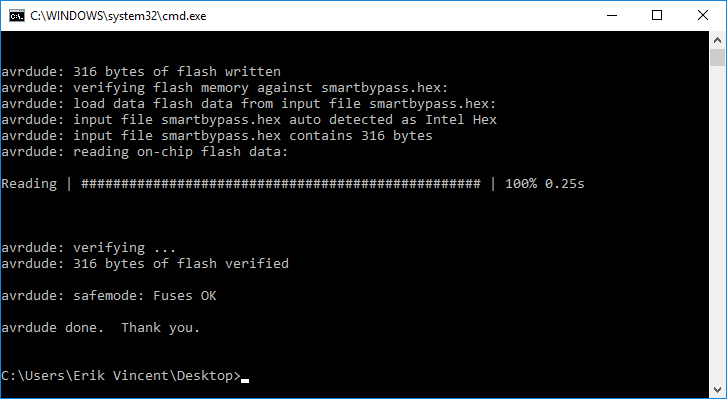 C:\WINDOWS\system32\cmd.exe
avrdude: 316 bytes of flash written
avrdude: verifying flash memory against smartbypass.hex:
avrdude: load data flash data from input file smartbypass.hex:
avrdude: input file smartbypass.hex auto detected as Intel Hex
avrdude: input file smartbypass.hex contains 316 bytes
avrdude: reading on-chip flash data:
Reading | ################################################## | 100% 0.25s
avrdude: verifying ...
avrdude: 316 bytes of flash verified
avrdude: safemode: Fuses OK
avrdude done.  Thank you.
C:\Users\Erik Vincent\Desktop>